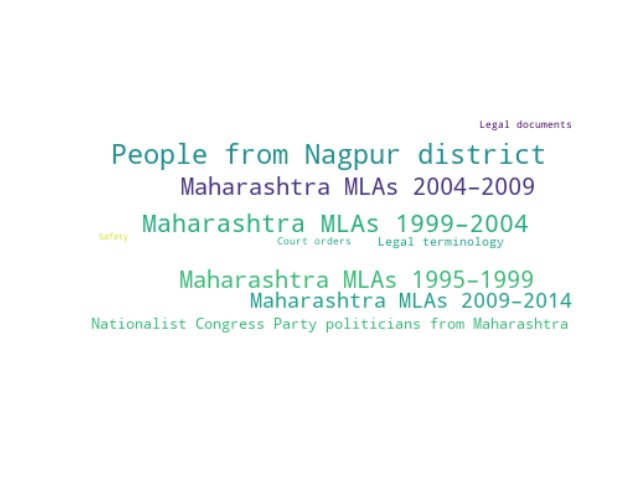 Legal documents
People from Nagpur district
Maharashtra MLAs 2004–2009
Maharashtra MLAs 1999–2004
Safety
Court orders
Legal terminology
Maharashtra MLAs 1995–1999
Maharashtra MLAs 2009–2014
Nationalist Congress Party politicians from Maharashtra